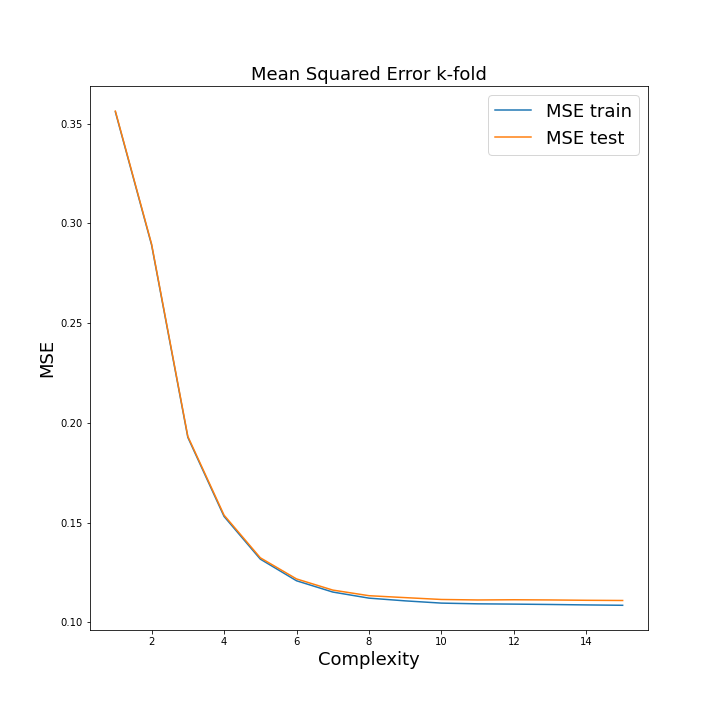 Mean Squared Error k-fold
MSE train
MSE test
0.35
0.30
0.25
0.20
0.15
0.10
MSE
2 4 6 8 10 12 14
Complexity